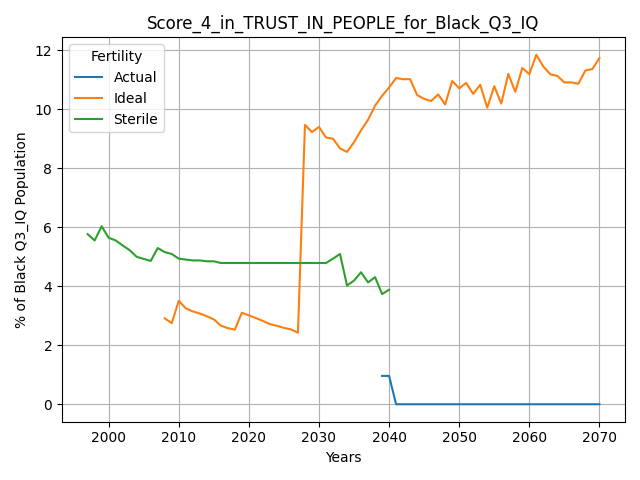 Score_4_in_TRUST_IN_PEOPLE_for_Black_Q3_IQ
Fertility
Actual
Ideal
Sterile
% of Black Q3_IQ Population
12
10
8
6
4
2
0
2000 2010 2020 2030 2040 2050 2060 2070
Years